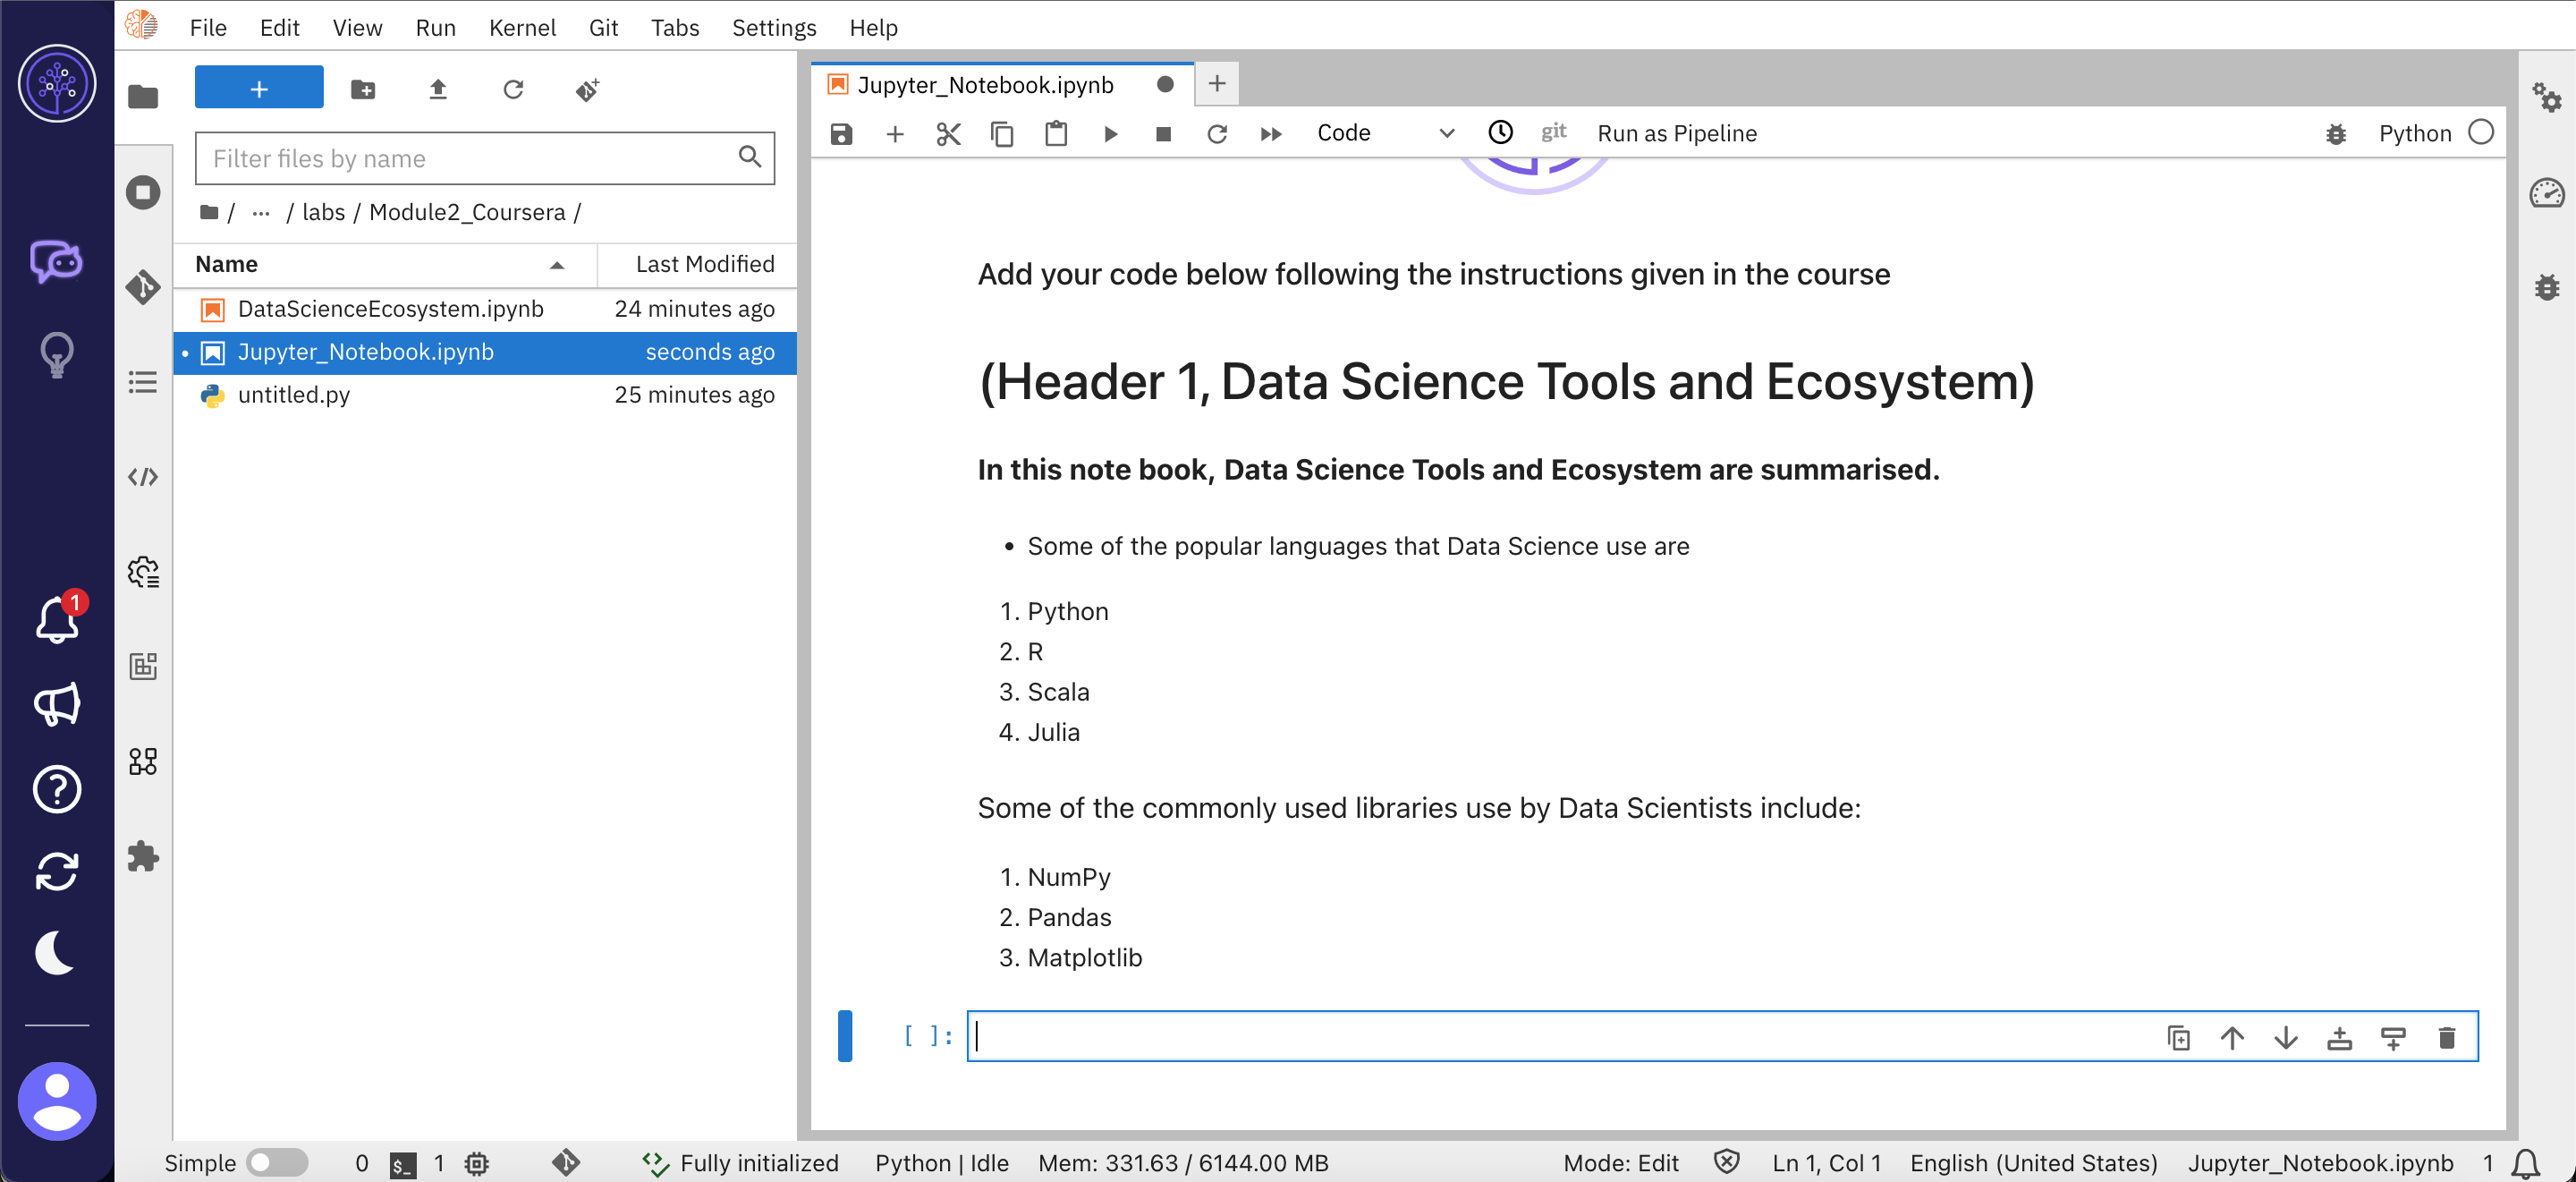 File Edit View Run Kernel Git Tabs Settings Help
+
Filter files by name
/ ... / labs / Module2_Coursera /
Name Last Modified
DataScienceEcosystem.ipynb 24 minutes ago
• Jupyter_Notebook.ipynb seconds ago
untitled.py 25 minutes ago
1
Jupyter_Notebook.ipynb
Code git Run as Pipeline Python
Add your code below following the instructions given in the course
(Header 1, Data Science Tools and Ecosystem)
In this note book, Data Science Tools and Ecosystem are summarised.
• Some of the popular languages that Data Science use are
1. Python
2. R
3. Scala
4. Julia
Some of the commonly used libraries use by Data Scientists include:
1. NumPy
2. Pandas
3. Matplotlib
[ ]:
Simple 0 $_ 1 Fully initialized Python | Idle Mem: 331.63 / 6144.00 MB Mode: Edit Ln 1, Col 1 English (United States) Jupyter_Notebook.ipynb 1